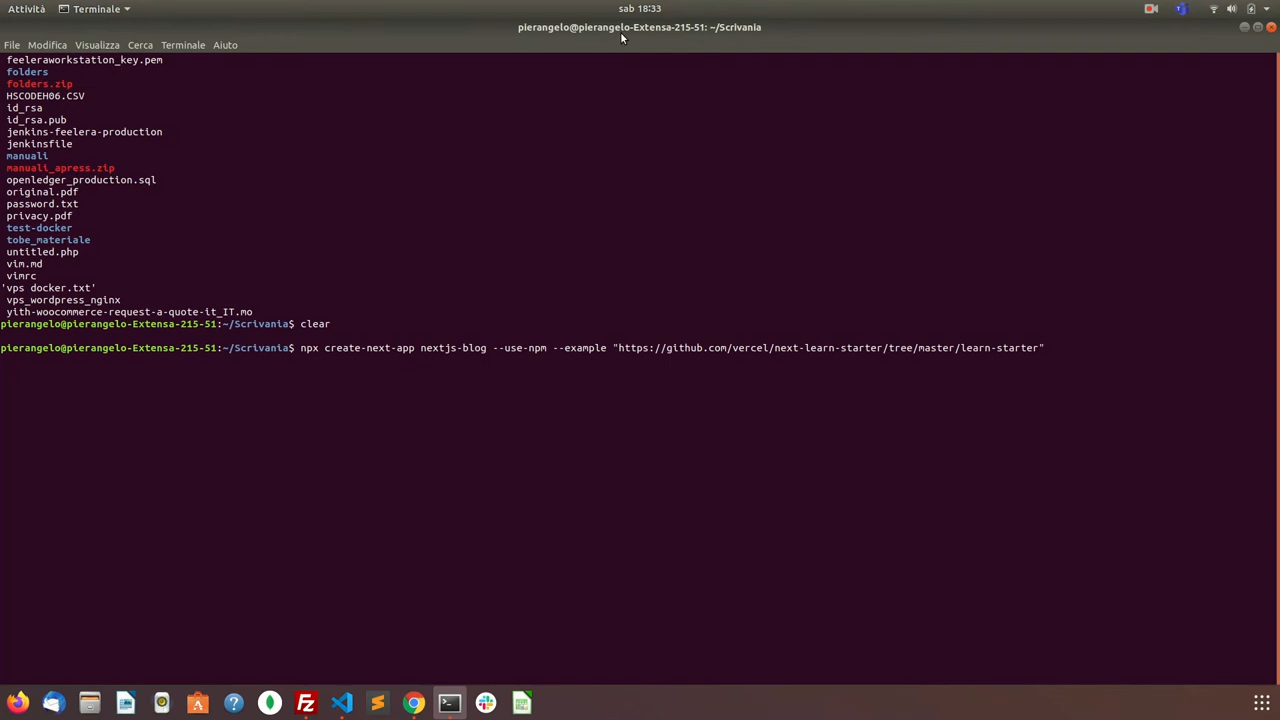 Attività Terminale sab 18:33
pierangelo@pierangelo-Extensa-215-51: ~/Scrivania
File Modifica Visualizza Cerca Terminale Aiuto
feeleraworkstation_key.pem
folders
folders.zip
HSCODEH06.CSV
id_rsa
id_rsa.pub
jenkins-feelera-production
jenkinsfile
manuali
manuali_apress.zip
openledger_production.sql
original.pdf
password.txt
privacy.pdf
test-docker
tobe_materiale
untitled.php
vim.md
vimrc
'vps docker.txt'
vps_wordpress_nginx
yith-woocommerce-request-a-quote-it_IT.mo
pierangelo@pierangelo-Extensa-215-51:~/Scrivania$ clear
pierangelo@pierangelo-Extensa-215-51:~/Scrivania$ npx create-next-app nextjs-blog --use-npm --example "https://github.com/vercel/next-learn-starter/tree/master/learn-starter"